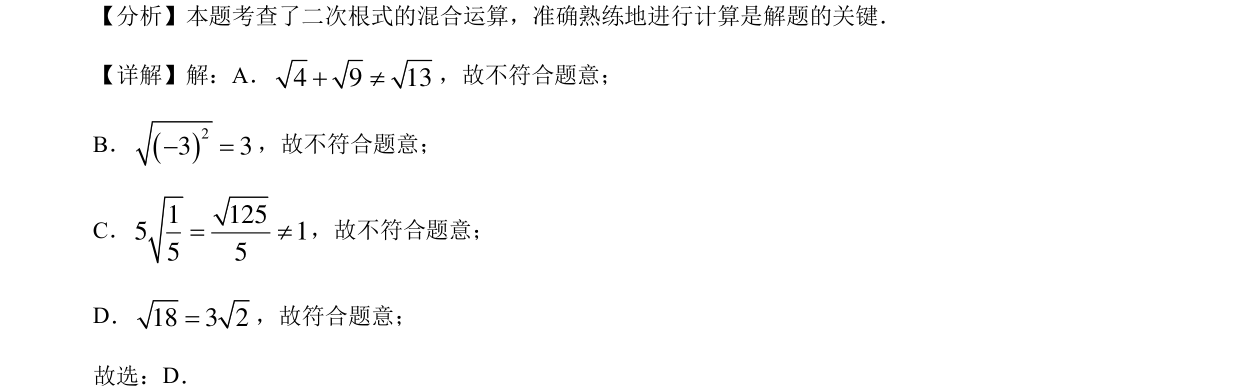 【分析】本题考查了二次根式的混合运算，准确熟练地进行计算是解题的关键．
【详解】解：A．√4+√9≠√13，故不符合题意；
B．√(−3)²=3，故不符合题意；
C．5√(1/5)=√125/5≠1，故不符合题意；
D．√18=3√2，故符合题意；
故选：D．